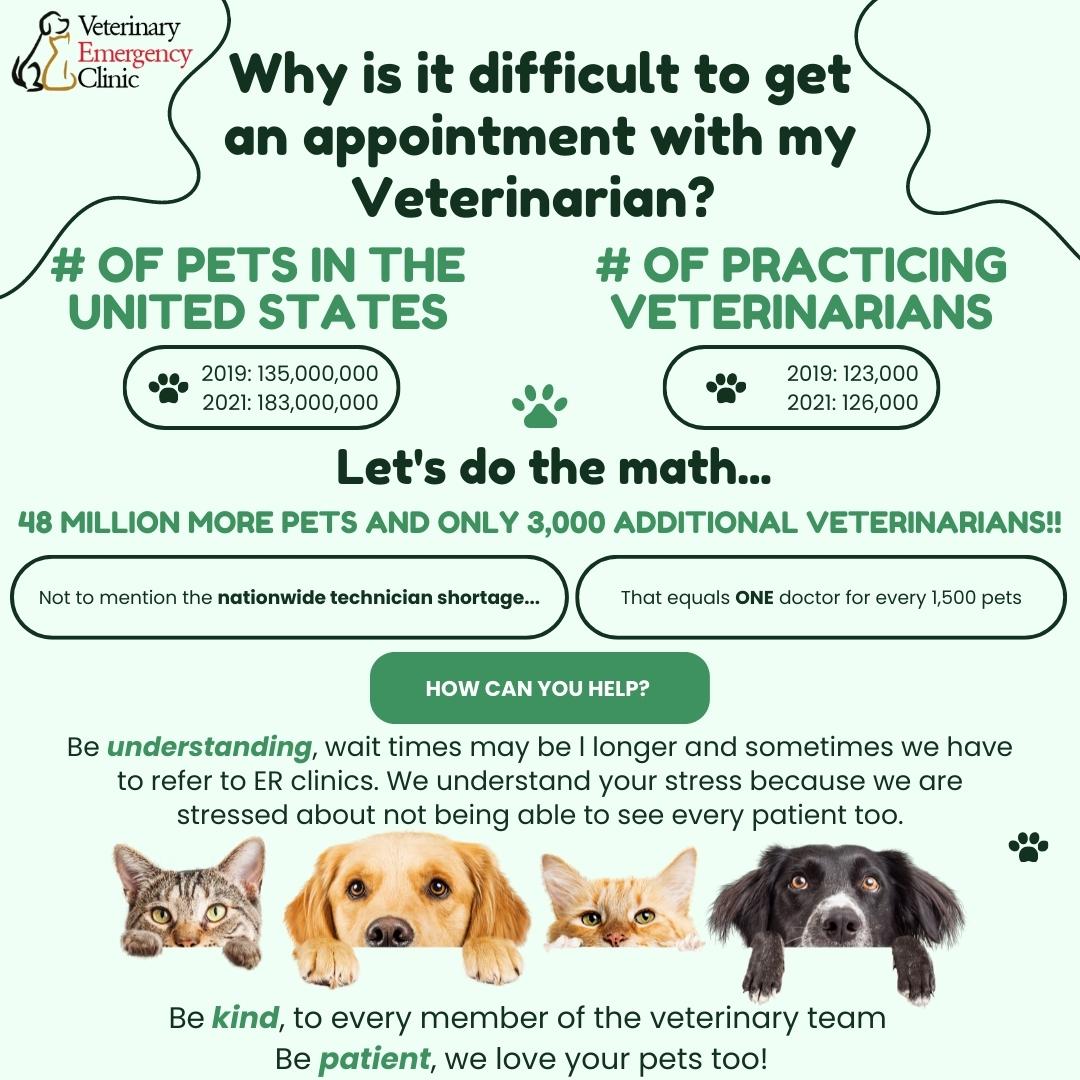 Veterinary
Emergency
Clinic
Why is it difficult to get
an appointment with my
Veterinarian?
# OF PETS IN THE
UNITED STATES
2019: 135,000,000
2021: 183,000,000
# OF PRACTICING
VETERINARIANS
2019: 123,000
2021: 126,000
Let's do the math...
48 MILLION MORE PETS AND ONLY 3,000 ADDITIONAL VETERINARIANS!!
Not to mention the nationwide technician shortage...
That equals ONE doctor for every 1,500 pets
HOW CAN YOU HELP?
Be understanding, wait times may be l longer and sometimes we have
to refer to ER clinics. We understand your stress because we are
stressed about not being able to see every patient too.
Be kind, to every member of the veterinary team
Be patient, we love your pets too!